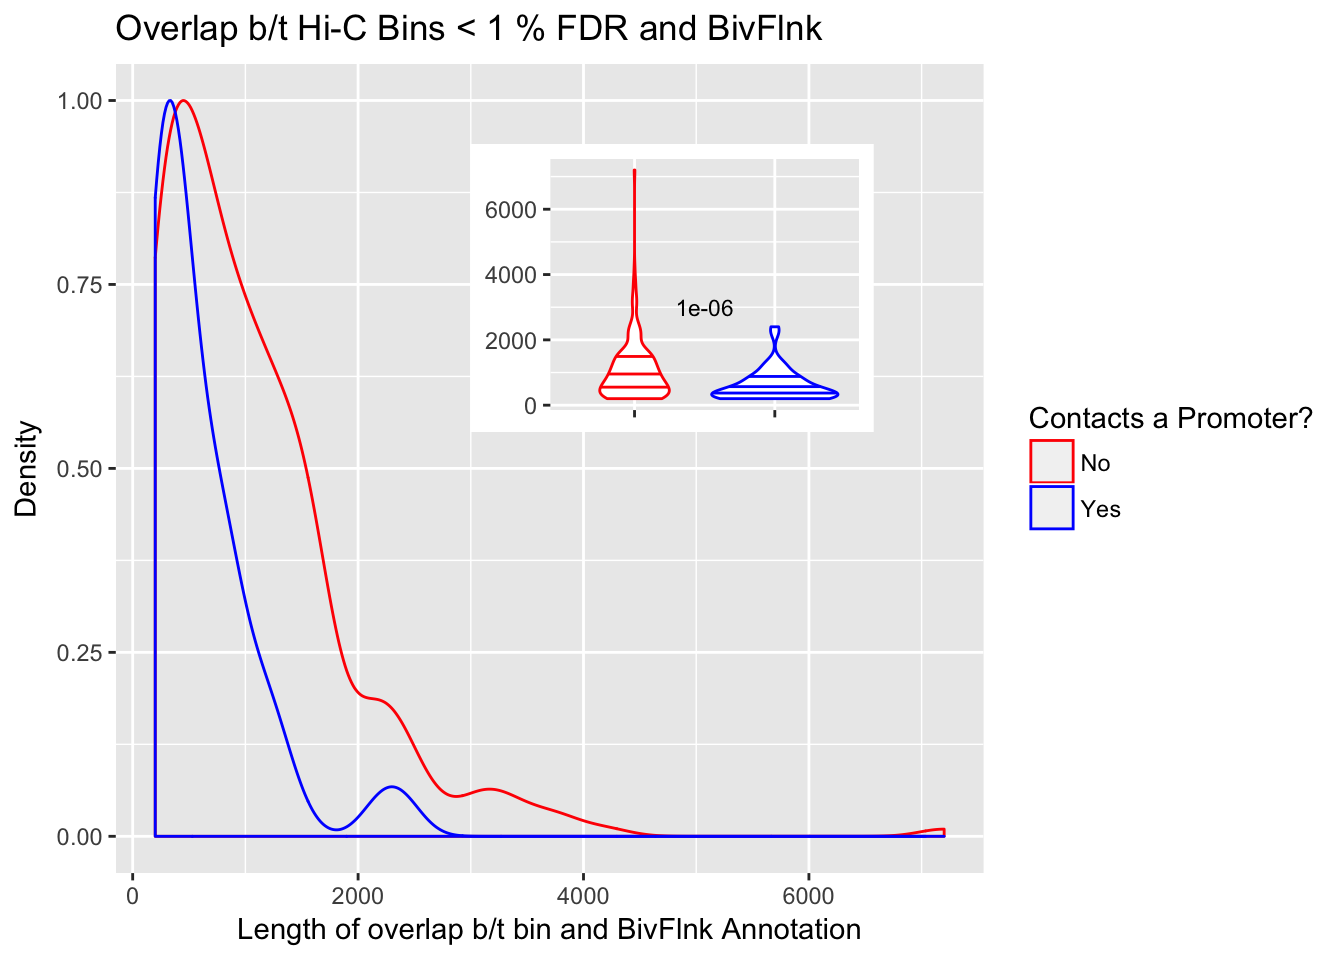 Overlap b/t Hi-C Bins < 1 % FDR and BivFlnk
1.00
0.75
0.50
0.25
0.00
Density
0
2000
4000
6000
Length of overlap b/t bin and BivFlnk Annotation
6000
4000
2000
0
1e-06
Contacts a Promoter?
No
Yes